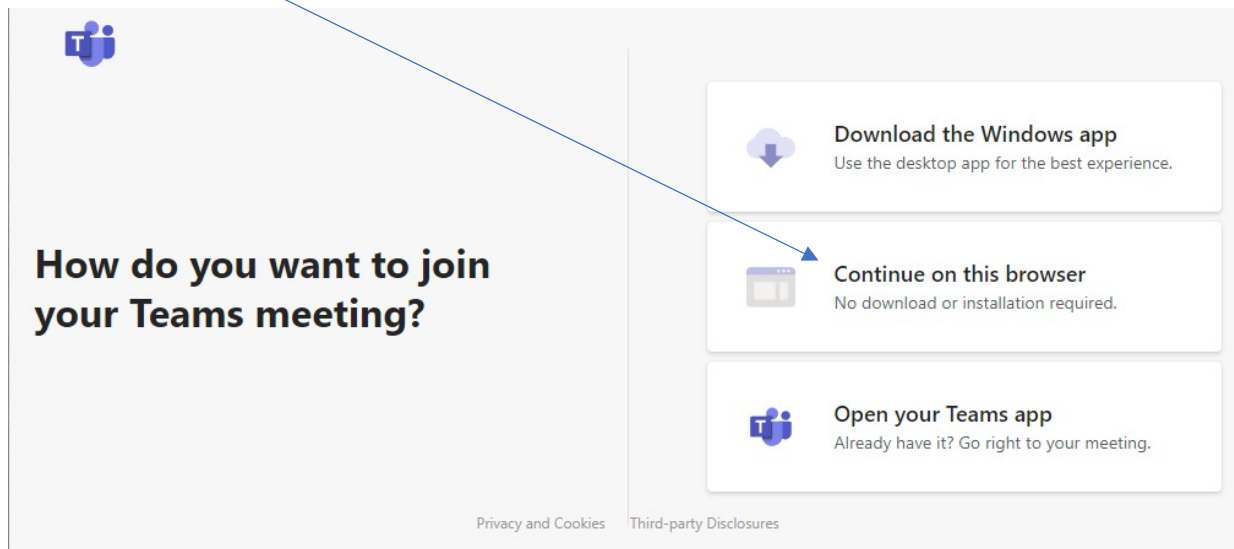 T
How do you want to join
your Teams meeting?
Download the Windows app
Use the desktop app for the best experience.
Continue on this browser
No download or installation required.
T
Open your Teams app
Already have it? Go right to your meeting.
Privacy and Cookies Third-party Disclosures